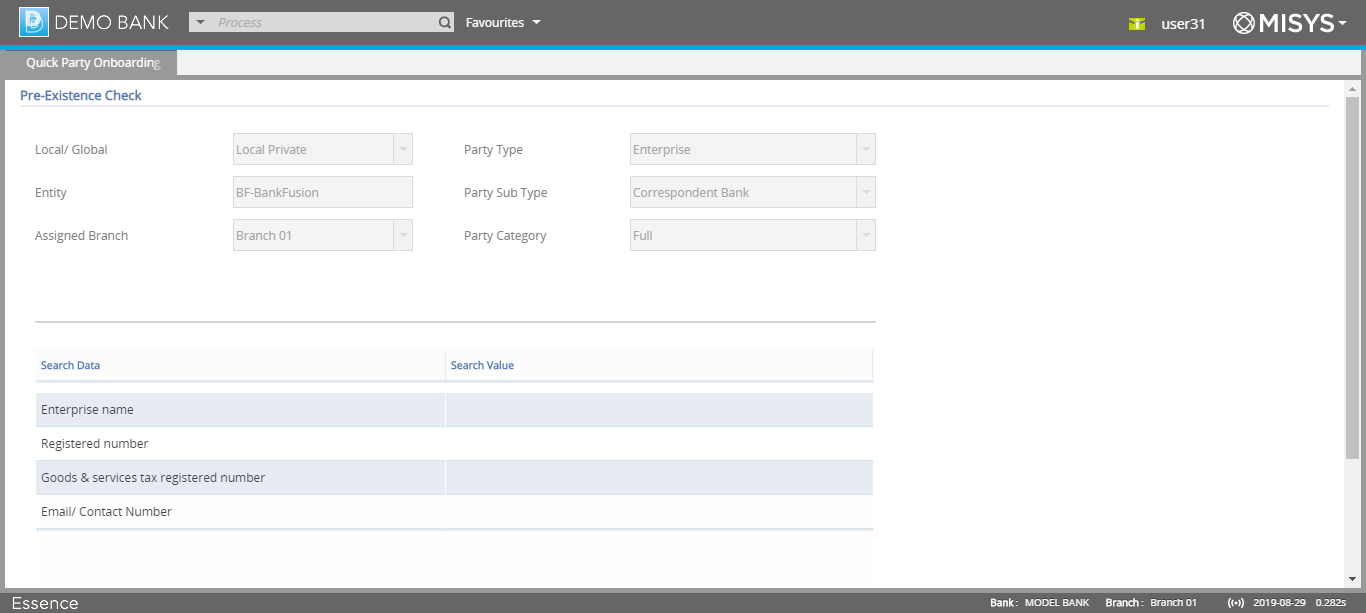 DEMO BANK Process Favourites user31 MISYS
Quick Party Onboarding
Pre-Existence Check
Local/ Global Local Private Party Type Enterprise
Entity BF-BankFusion Party Sub Type Correspondent Bank
Assigned Branch Branch 01 Party Category Full
Search Data Search Value
Enterprise name
Registered number
Goods & services tax registered number
Email/ Contact Number
Essence Bank : MODEL BANK Branch : Branch 01 2019-08-29 0.282s